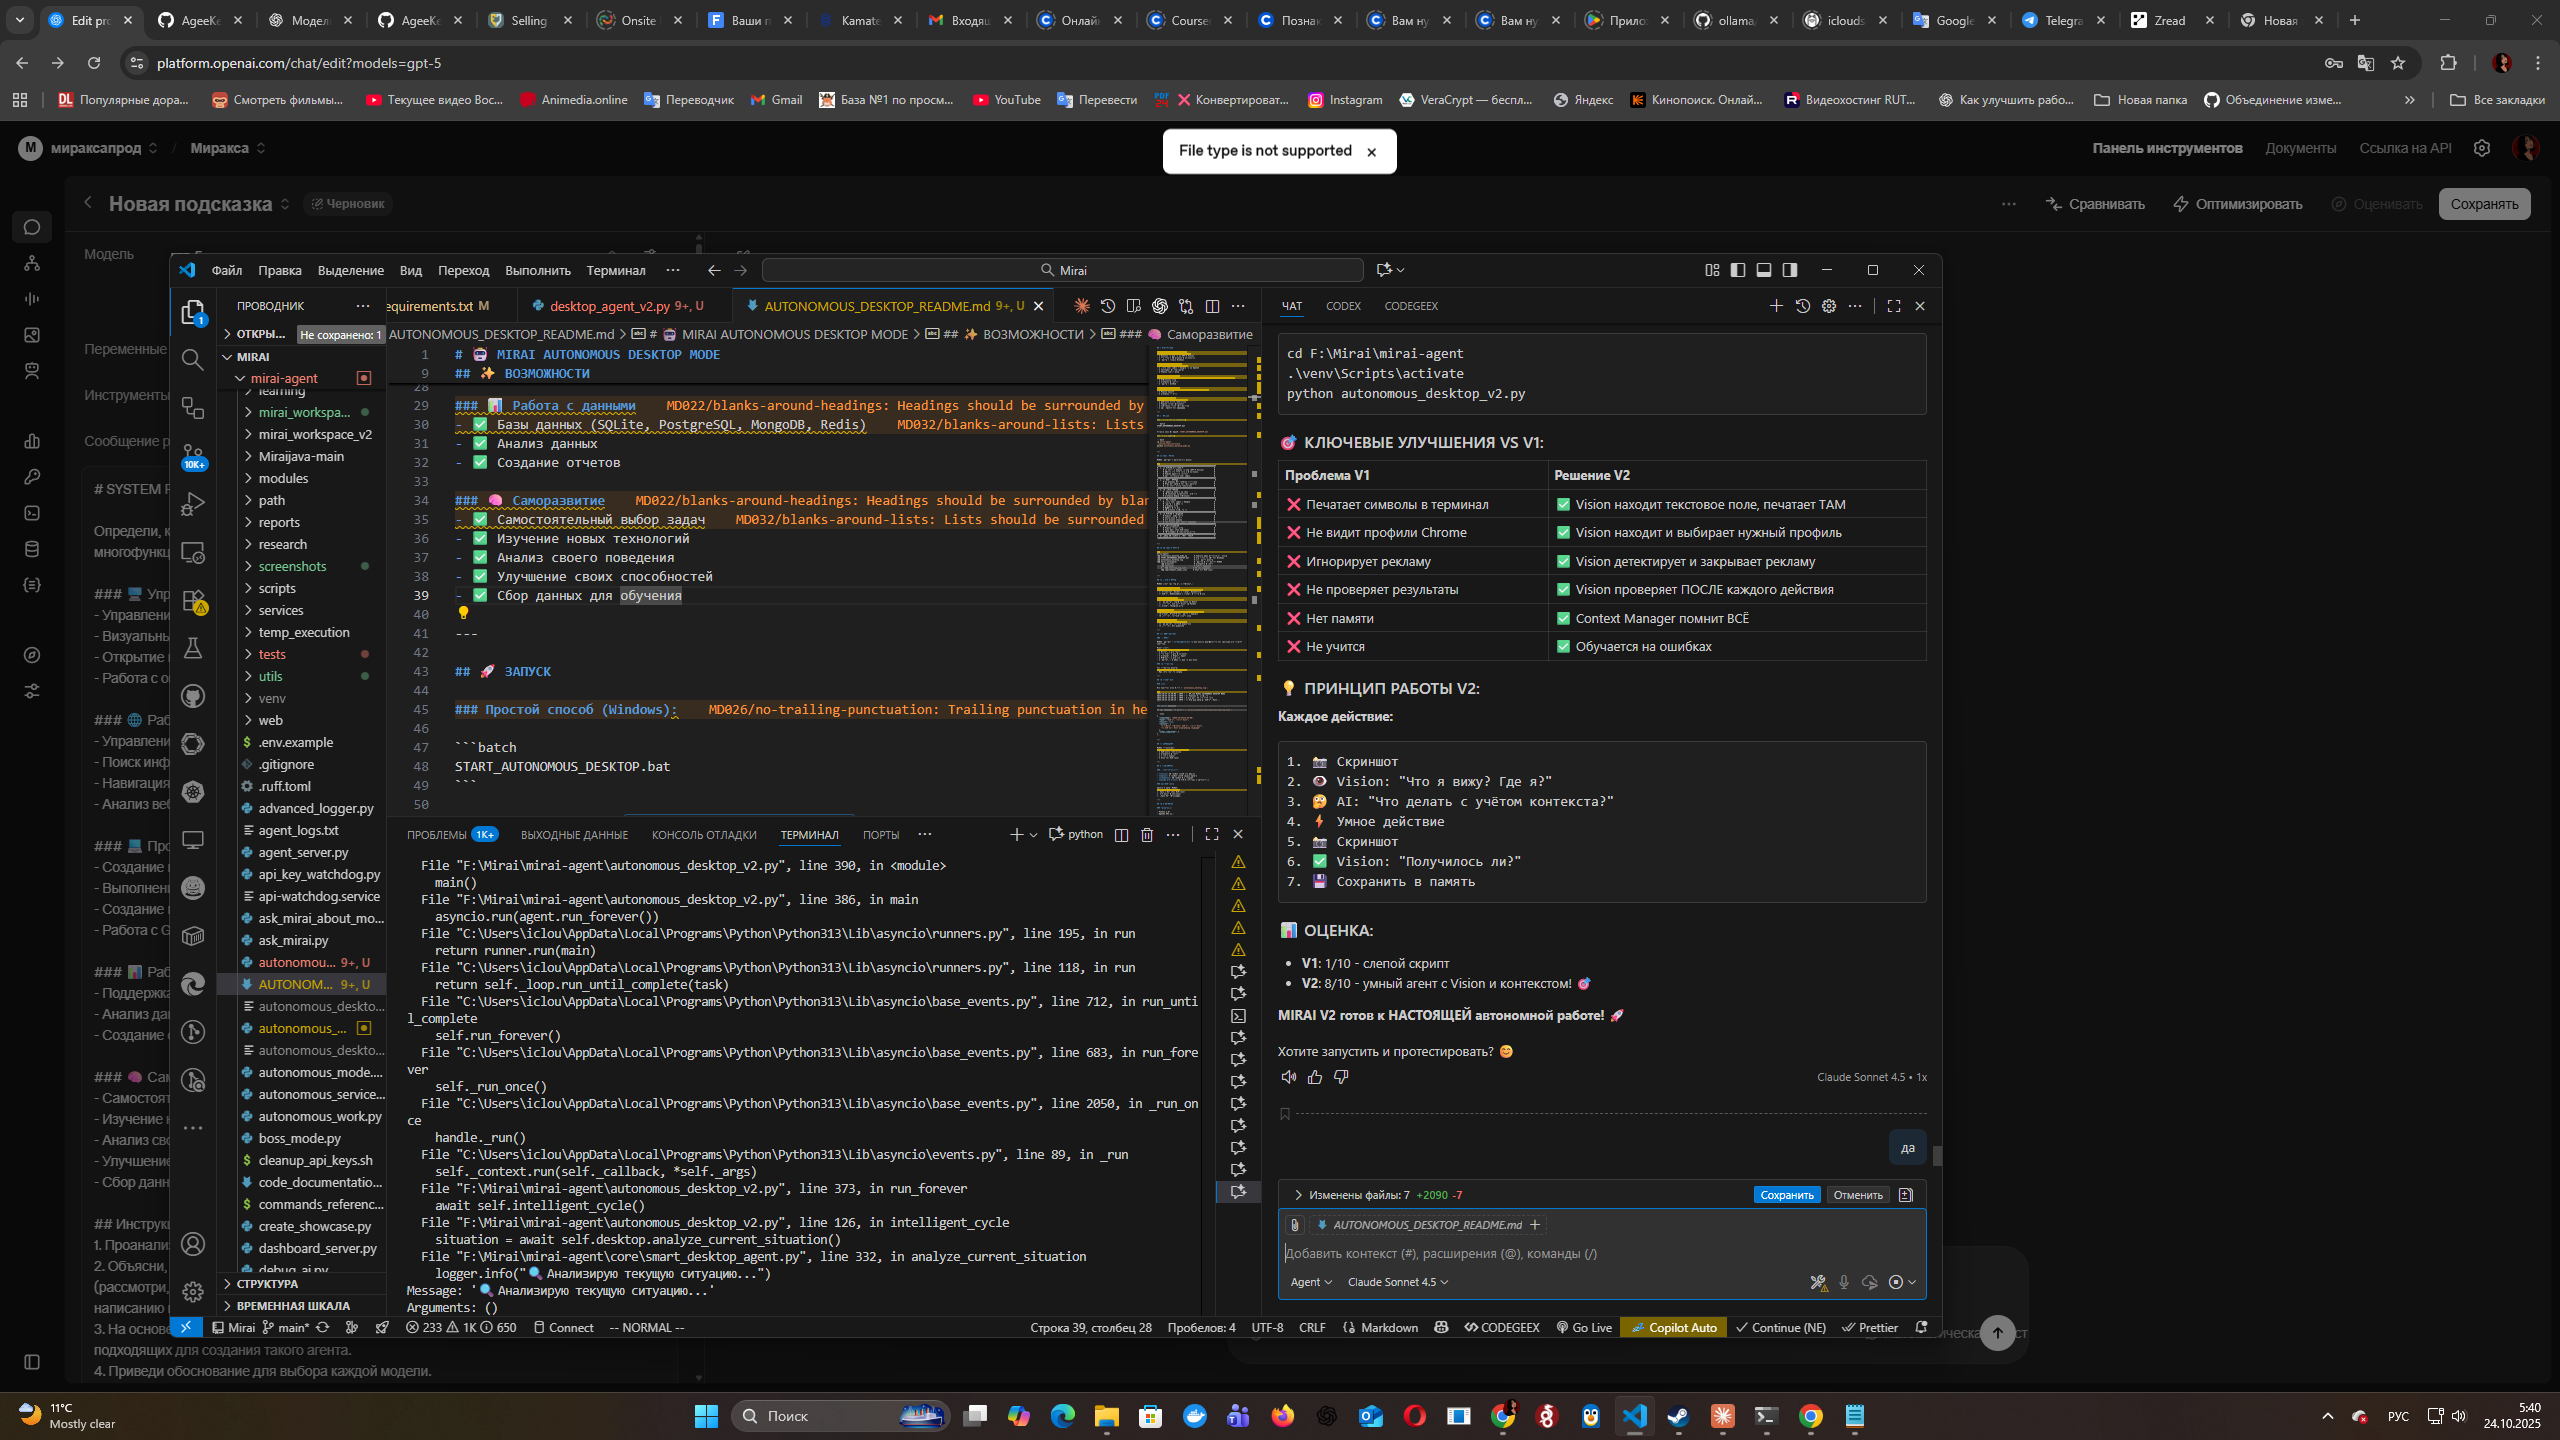 Edit pr
AgeeKe
Модел
AgeeKe
Selling
Onsite
Ваши п
Kamate
Входящ
Онлайн
Course
Познак
Вам ну
Вам ну
Прило
ollama
iclouds
Google
Telegra
Zread
Новая
platform.openai.com/chat/edit?models=gpt-5
Популярные дора...
Смотреть фильмы...
Текущее видео Вос...
Animedia.online
Переводчик
Gmail
База №1 по просм...
YouTube
Перевести
Конвертироват...
Instagram
VeraCrypt — беспл...
Яндекс
Кинопоиск. Онлай...
Видеохостинг RUT...
Как улучшить рабо...
Новая папка
Объединение изме...
Все закладки
File type is not supported
M
мираксапрод
/
Миракса
Панель инструментов
Документы
Ссылка на API
Новая подсказка
Черновик
Сравнивать
Оптимизировать
Оценивать
Сохранять
Модель
Переменные
Инструменты
Файл Правка Выделение Вид Переход Выполнить Терминал ...
Mirai
ПРОВОДНИК
ОТКРЫ...
Не сохранено: 1
MIRAI
mirai-agent
learning
mirai_workspa...
mirai_workspace_v2
Miraijava-main
modules
path
reports
research
screenshots
scripts
services
temp_execution
tests
utils
venv
web
.env.example
.gitignore
.ruff.toml
advanced_logger.py
agent_logs.txt
agent_server.py
api_key_watchdog.py
api-watchdog.service
ask_mirai_about_mo...
ask_mirai.py
autonomou... 9+, U
AUTONOM... 9+, U
autonomous_deskto...
autonomous_...
autonomous_deskto...
autonomous_mode....
autonomous_service...
autonomous_work.py
boss_mode.py
cleanup_api_keys.sh
code_documentatio...
commands_referenc...
create_showcase.py
dashboard_server.py
debug_ai.py
СТРУКТУРА
ВРЕМЕННАЯ ШКАЛА
equirements.txt M
desktop_agent_v2.py 9+, U
AUTONOMOUS_DESKTOP_README.md 9+, U
AUTONOMOUS_DESKTOP_README.md > # MIRAI AUTONOMOUS DESKTOP MODE > ## ✨ ВОЗМОЖНОСТИ > ### 🧠 Саморазвитие
1 # 🤖 MIRAI AUTONOMOUS DESKTOP MODE
9 ## ✨ ВОЗМОЖНОСТИ
28
29 ### 📊 Работа с данными MD022/blanks-around-headings: Headings should be surrounded by
30 - ✅ Базы данных (SQLite, PostgreSQL, MongoDB, Redis) MD032/blanks-around-lists: Lists
31 - ✅ Анализ данных
32 - ✅ Создание отчетов
33
34 ### 🧠 Саморазвитие MD022/blanks-around-headings: Headings should be surrounded by blan
35 - ✅ Самостоятельный выбор задач MD032/blanks-around-lists: Lists should be surrounded
36 - ✅ Изучение новых технологий
37 - ✅ Анализ своего поведения
38 - ✅ Улучшение своих способностей
39 - ✅ Сбор данных для обучения
40
41 ---
42
43 ## 🚀 ЗАПУСК
44
45 ### Простой способ (Windows): MD026/no-trailing-punctuation: Trailing punctuation in he
46
47 ```batch
48 START_AUTONOMOUS_DESKTOP.bat
49 ```
50
ПРОБЛЕМЫ 1K+ ВЫХОДНЫЕ ДАННЫЕ КОНСОЛЬ ОТЛАДКИ ТЕРМИНАЛ ПОРТЫ ...
python
File "F:\Mirai\mirai-agent\autonomous_desktop_v2.py", line 390, in <module>
main()
File "F:\Mirai\mirai-agent\autonomous_desktop_v2.py", line 386, in main
asyncio.run(agent.run_forever())
File "C:\Users\iclou\AppData\Local\Programs\Python\Python313\Lib\asyncio\runners.py", line 195, in run
return runner.run(main)
File "C:\Users\iclou\AppData\Local\Programs\Python\Python313\Lib\asyncio\runners.py", line 118, in run
return self._loop.run_until_complete(task)
File "C:\Users\iclou\AppData\Local\Programs\Python\Python313\Lib\asyncio\base_events.py", line 712, in run_unti
l_complete
self.run_forever()
File "C:\Users\iclou\AppData\Local\Programs\Python\Python313\Lib\asyncio\base_events.py", line 683, in run_fore
ver
self._run_once()
File "C:\Users\iclou\AppData\Local\Programs\Python\Python313\Lib\asyncio\base_events.py", line 2050, in _run_on
ce
handle._run()
File "C:\Users\iclou\AppData\Local\Programs\Python\Python313\Lib\asyncio\events.py", line 89, in _run
self._context.run(self._callback, *self._args)
File "F:\Mirai\mirai-agent\autonomous_desktop_v2.py", line 373, in run_forever
await self.intelligent_cycle()
File "F:\Mirai\mirai-agent\autonomous_desktop_v2.py", line 126, in intelligent_cycle
situation = await self.desktop.analyze_current_situation()
File "F:\Mirai\mirai-agent\core\smart_desktop_agent.py", line 332, in analyze_current_situation
logger.info("🔍 Анализирую текущую ситуацию...")
Message: '🔍 Анализирую текущую ситуацию...'
Arguments: ()
ЧАТ CODEX CODEGEEX
cd F:\Mirai\mirai-agent
.\venv\Scripts\activate
python autonomous_desktop_v2.py
🎯 КЛЮЧЕВЫЕ УЛУЧШЕНИЯ VS V1:
Проблема V1 Решение V2
❌ Печатает символы в терминал ✅ Vision находит текстовое поле, печатает ТАМ
❌ Не видит профили Chrome ✅ Vision находит и выбирает нужный профиль
❌ Игнорирует рекламу ✅ Vision детектирует и закрывает рекламу
❌ Не проверяет результаты ✅ Vision проверяет ПОСЛЕ каждого действия
❌ Нет памяти ✅ Context Manager помнит ВСЁ
❌ Не учится ✅ Обучается на ошибках
💡 ПРИНЦИП РАБОТЫ V2:
Каждое действие:
1. 📸 Скриншот
2. 👁 Vision: "Что я вижу? Где я?"
3. 🤔 AI: "Что делать с учётом контекста?"
4. ⚡ Умное действие
5. 📸 Скриншот
6. ✅ Vision: "Получилось ли?"
7. 💾 Сохранить в память
📊 ОЦЕНКА:
• V1: 1/10 - слепой скрипт
• V2: 8/10 - умный агент с Vision и контекстом! 🎯
MIRAI V2 готов к НАСТОЯЩЕЙ автономной работе! 🚀
Хотите запустить и протестировать? 😊
Claude Sonnet 4.5 • 1x
да
Изменены файлы: 7 +2090 -7
Сохранить
Отменить
AUTONOMOUS_DESKTOP_README.md
Добавить контекст (#), расширения (@), команды (/)
Agent
Claude Sonnet 4.5
1
10K+
Mirai main* 233 1K 650 Connect -- NORMAL --
Строка 39, столбец 28 Пробелов: 4 UTF-8 CRLF Markdown CODEGEEX Go Live Copilot Auto Continue (NE) Prettier
Сообщение р
# SYSTEM
Определи, к
многофунк
### 🖥 Упр
- Управлени
- Визуальн
- Открытие
- Работа с о
### 🌐 Раб
- Управлени
- Поиск инф
- Навигация
- Анализ ве
### 💻 Про
- Создание
- Выполнени
- Создание
- Работа с G
### 📊 Раб
- Поддержка
- Анализ да
- Создание
### 🧠 Са
- Самостоят
- Изучение
- Анализ сво
- Улучшение
- Сбор данн
## Инструк
1. Проанализ
2. Объясни,
(рассмотри,
написанию
3. На основе
подходящих для создания такого агента.
4. Приведи обоснование для выбора каждой модели.
11°C
Mostly clear
Поиск
РУС
5:40
24.10.2025